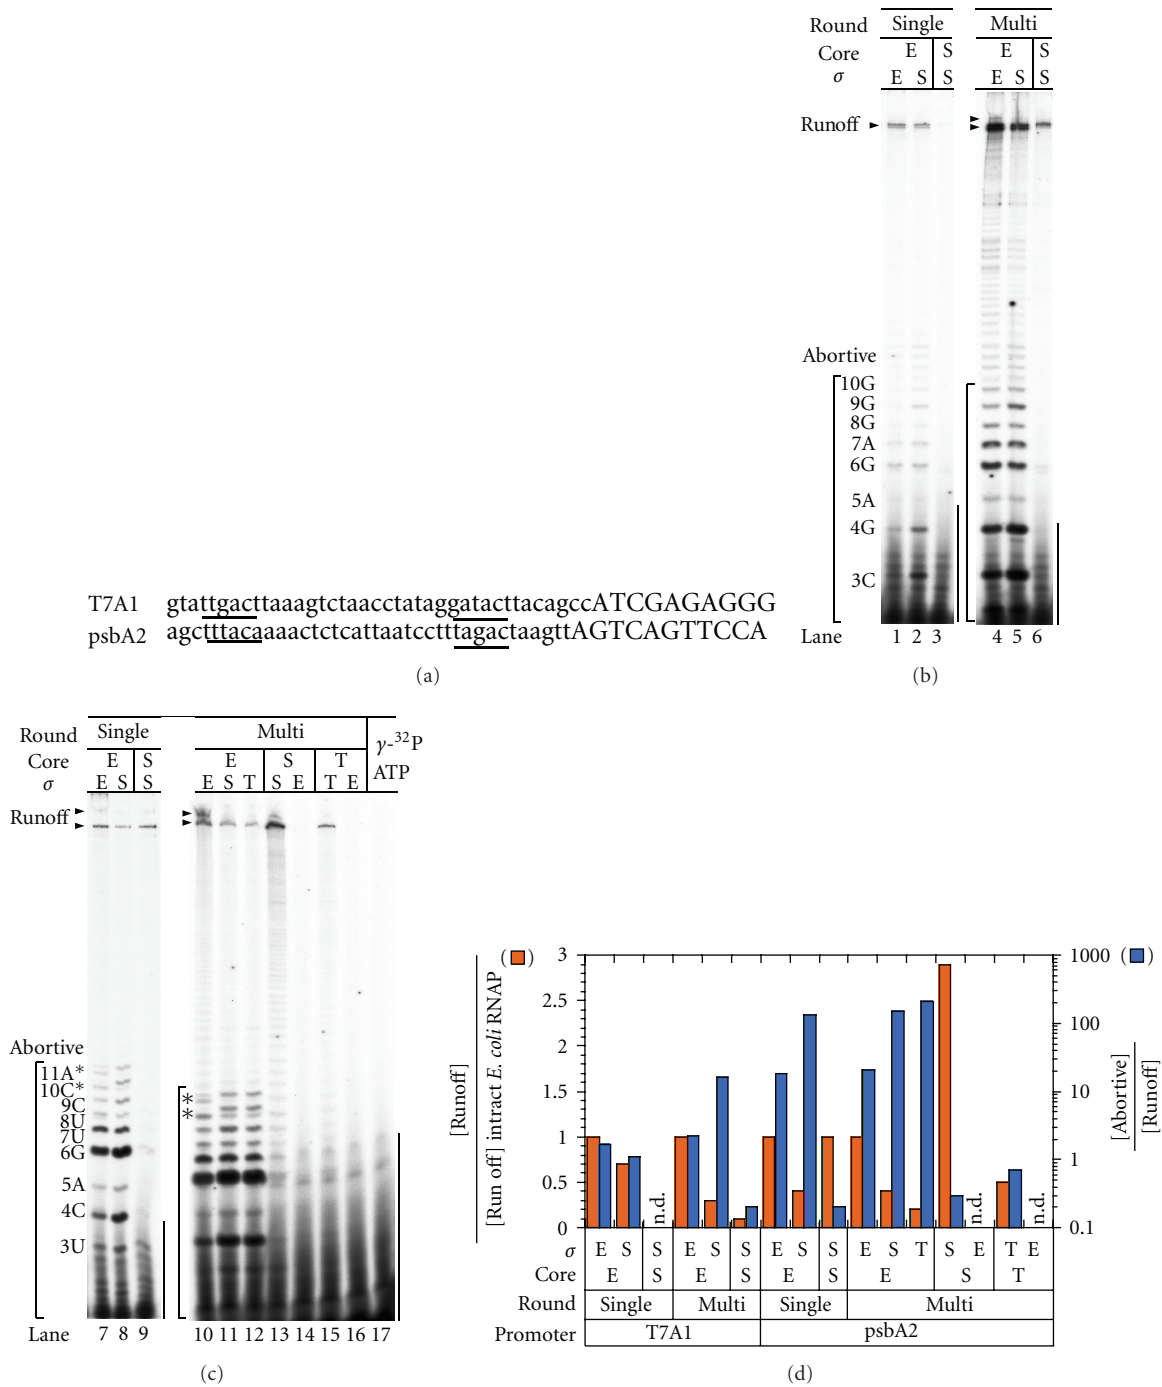 Round Single Multi
Core E S E S
σ E S S E S S
Runoff
Abortive
10G
9G
8G
7A
6G
5A
4G
3C
Lane 1 2 3 4 5 6
(b)
T7A1 gtattgacttaaagtctaacctataggatacttacagccATCGAGAGGG
psbA2 agctttacaaaactctcattaatcctttagactaagttAGTCAGTTCCA
(a)
Round Single Multi γ-³²P
Core E S E S T ATP
σ E S S E S T S E T E
Runoff
Abortive
11A*
10C*
9C
8U
7U
6G
5A
4C
3U
*
*
Lane 7 8 9 10 11 12 13 14 15 16 17
(c)
[Runoff]
[Run off] intract E. coli RNAP
( )
3
2.5
2
1.5
1
0.5
0
1000 ( )
100
10
1
0.1
[Abortive]
[Runoff]
n.d. n.d. n.d.
σ E S S E S S E S S E S T S E T E
Core E S E S E S E S T
Round Single Multi Single Multi
Promoter T7A1 psbA2
(d)